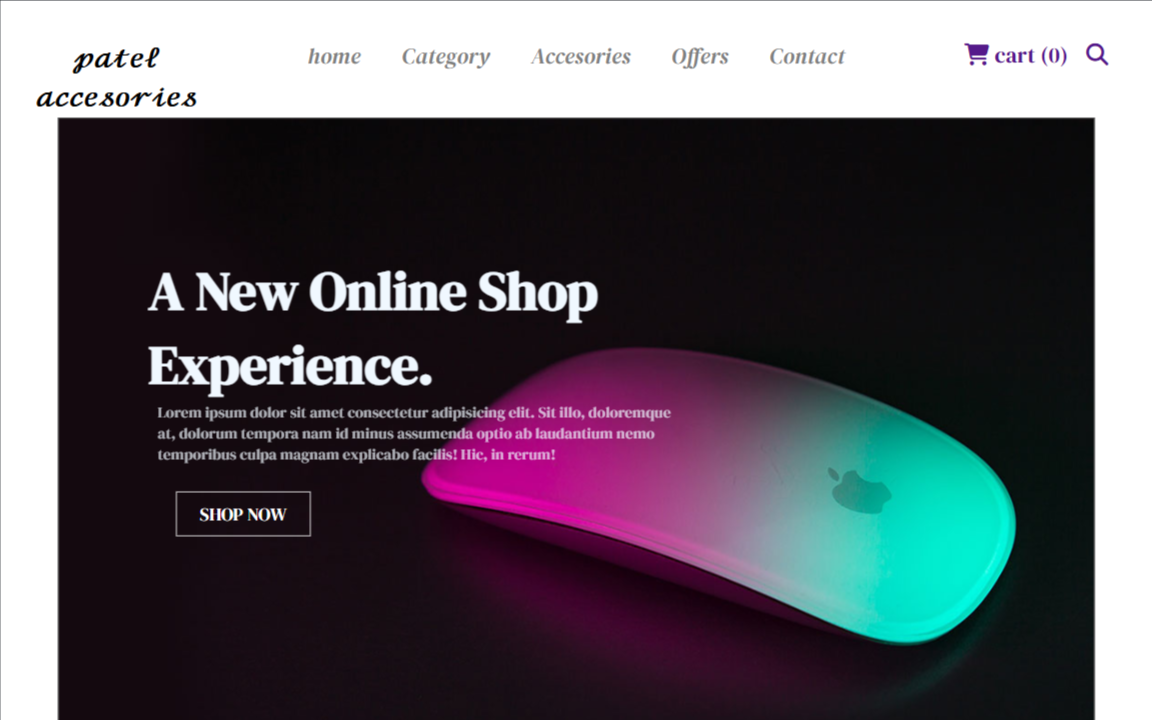 patel
accesories
home Category Accesories Offers Contact cart (0)
A New Online Shop
Experience.
Lorem ipsum dolor sit amet consectetur adipisicing elit. Sit illo, doloremque
at, dolorum tempora nam id minus assumenda optio ab laudantium nemo
temporibus culpa magnam explicabo facilis! Hic, in rerum!
SHOP NOW